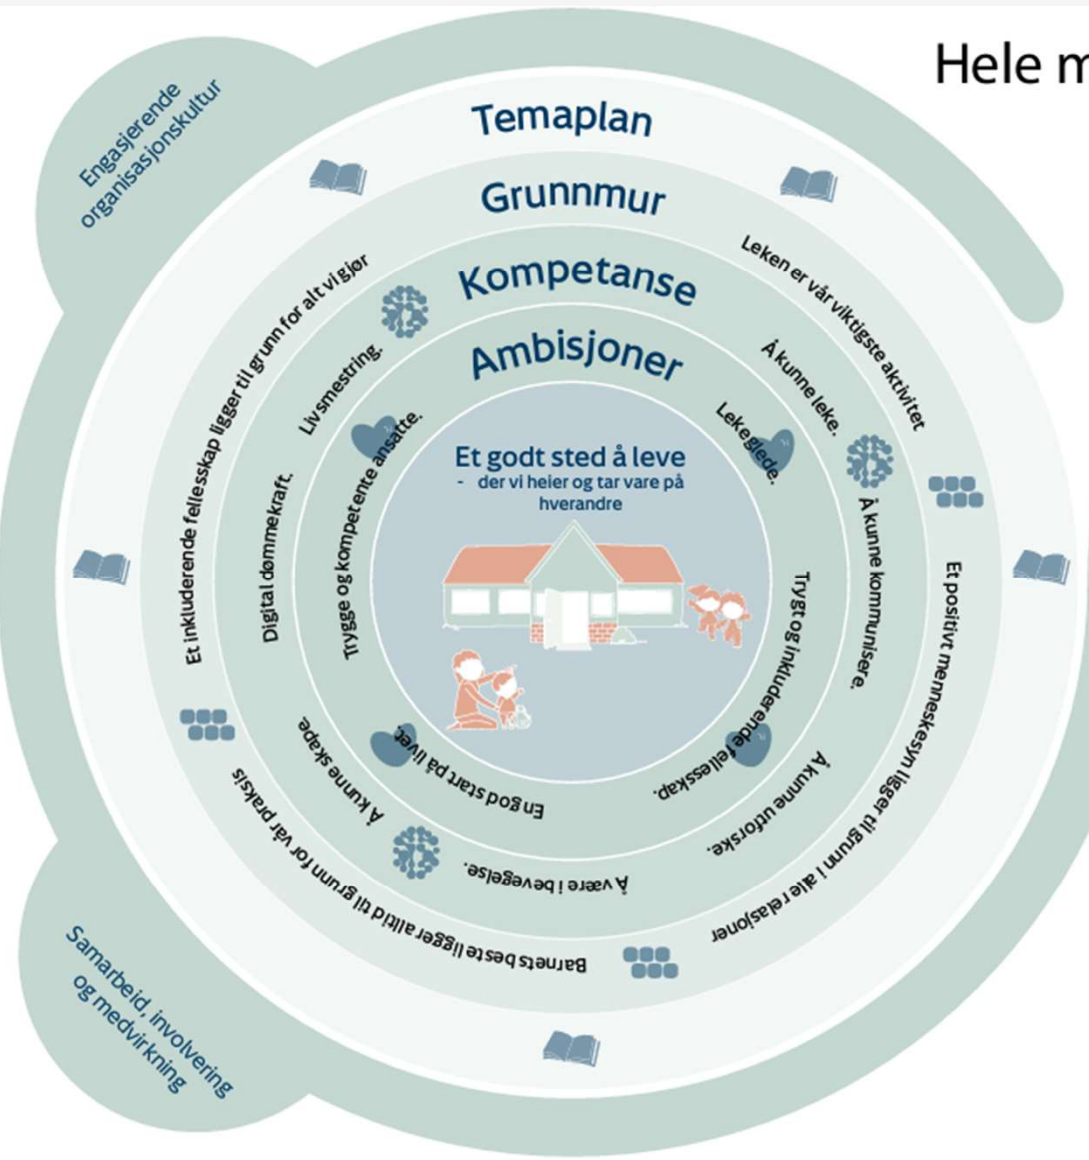 Hele m
Engasjerende
organisasjonskultur
Temaplan
Grunnmur
Leken er vår viktigste aktivitet
Et positivt menneskesyn ligger til grunn i alle relasjoner
Barnets beste ligger alltid til grunn for vår praksis
Et inkluderende fellesskap ligger til grunn for alt vi gjør
Kompetanse
Å kunne leke.
Å kunne kommunisere.
Å kunne utforske.
Å være i bevegelse.
Å kunne skape.
Digital dømmekraft.
Livsmestring.
Ambisjoner
Lekeglede.
Trygt og inkluderende fellesskap.
En god start på livet.
Trygge og kompetente ansatte.
Et godt sted å leve
- der vi heier og tar vare på
hverandre
Samarbeid, involvering
og medvirkning